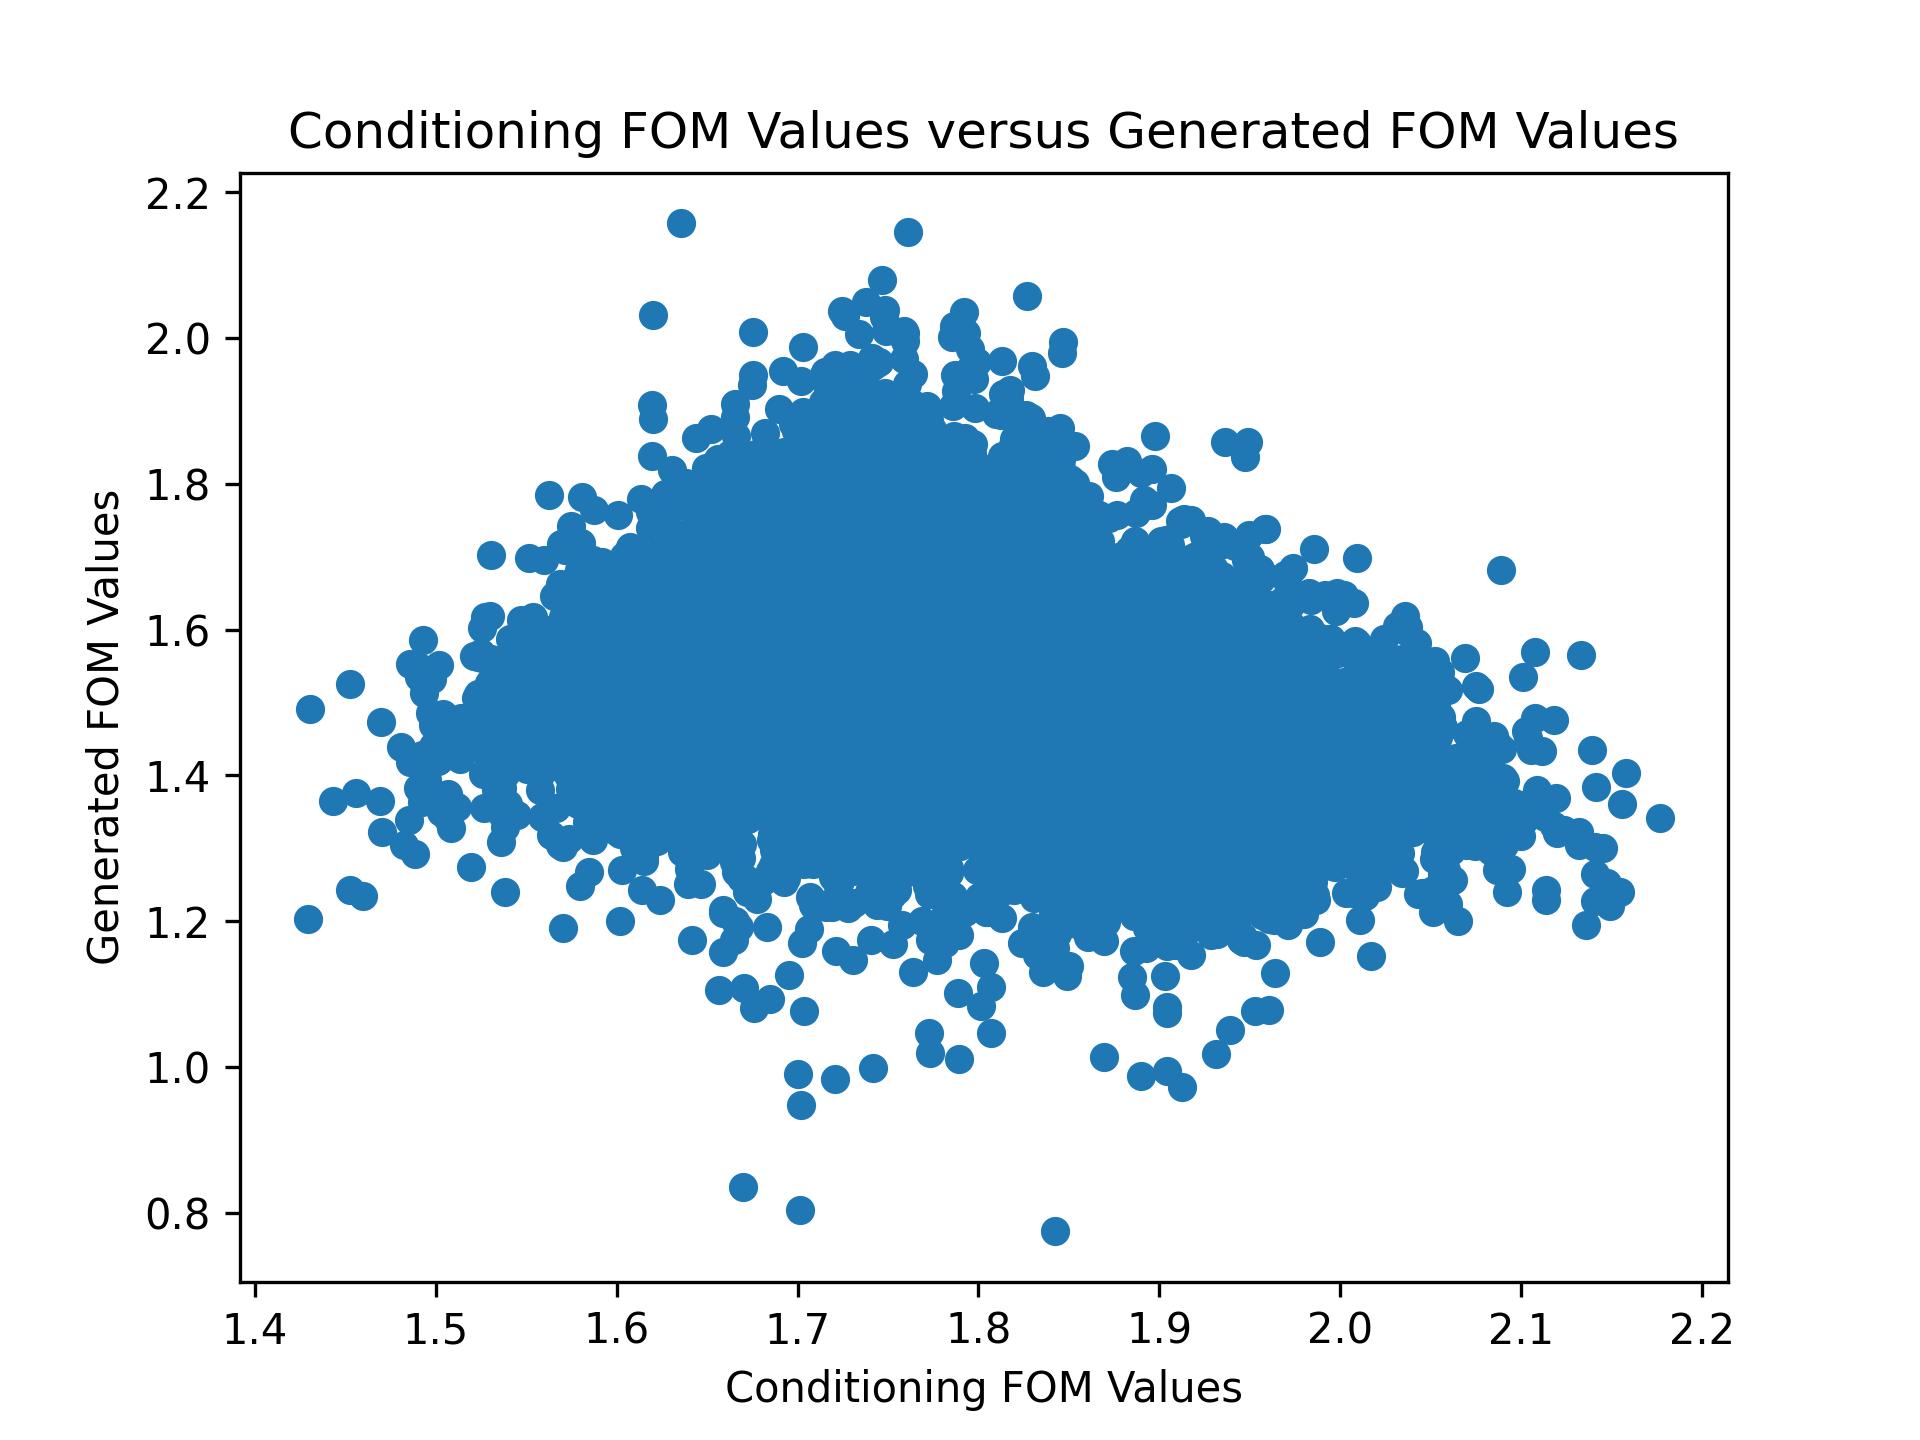 Conditioning FOM Values versus Generated FOM Values
2.2
2.0
1.8
1.6
1.4
1.2
1.0
0.8
Generated FOM Values
1.4 1.5 1.6 1.7 1.8 1.9 2.0 2.1 2.2
Conditioning FOM Values